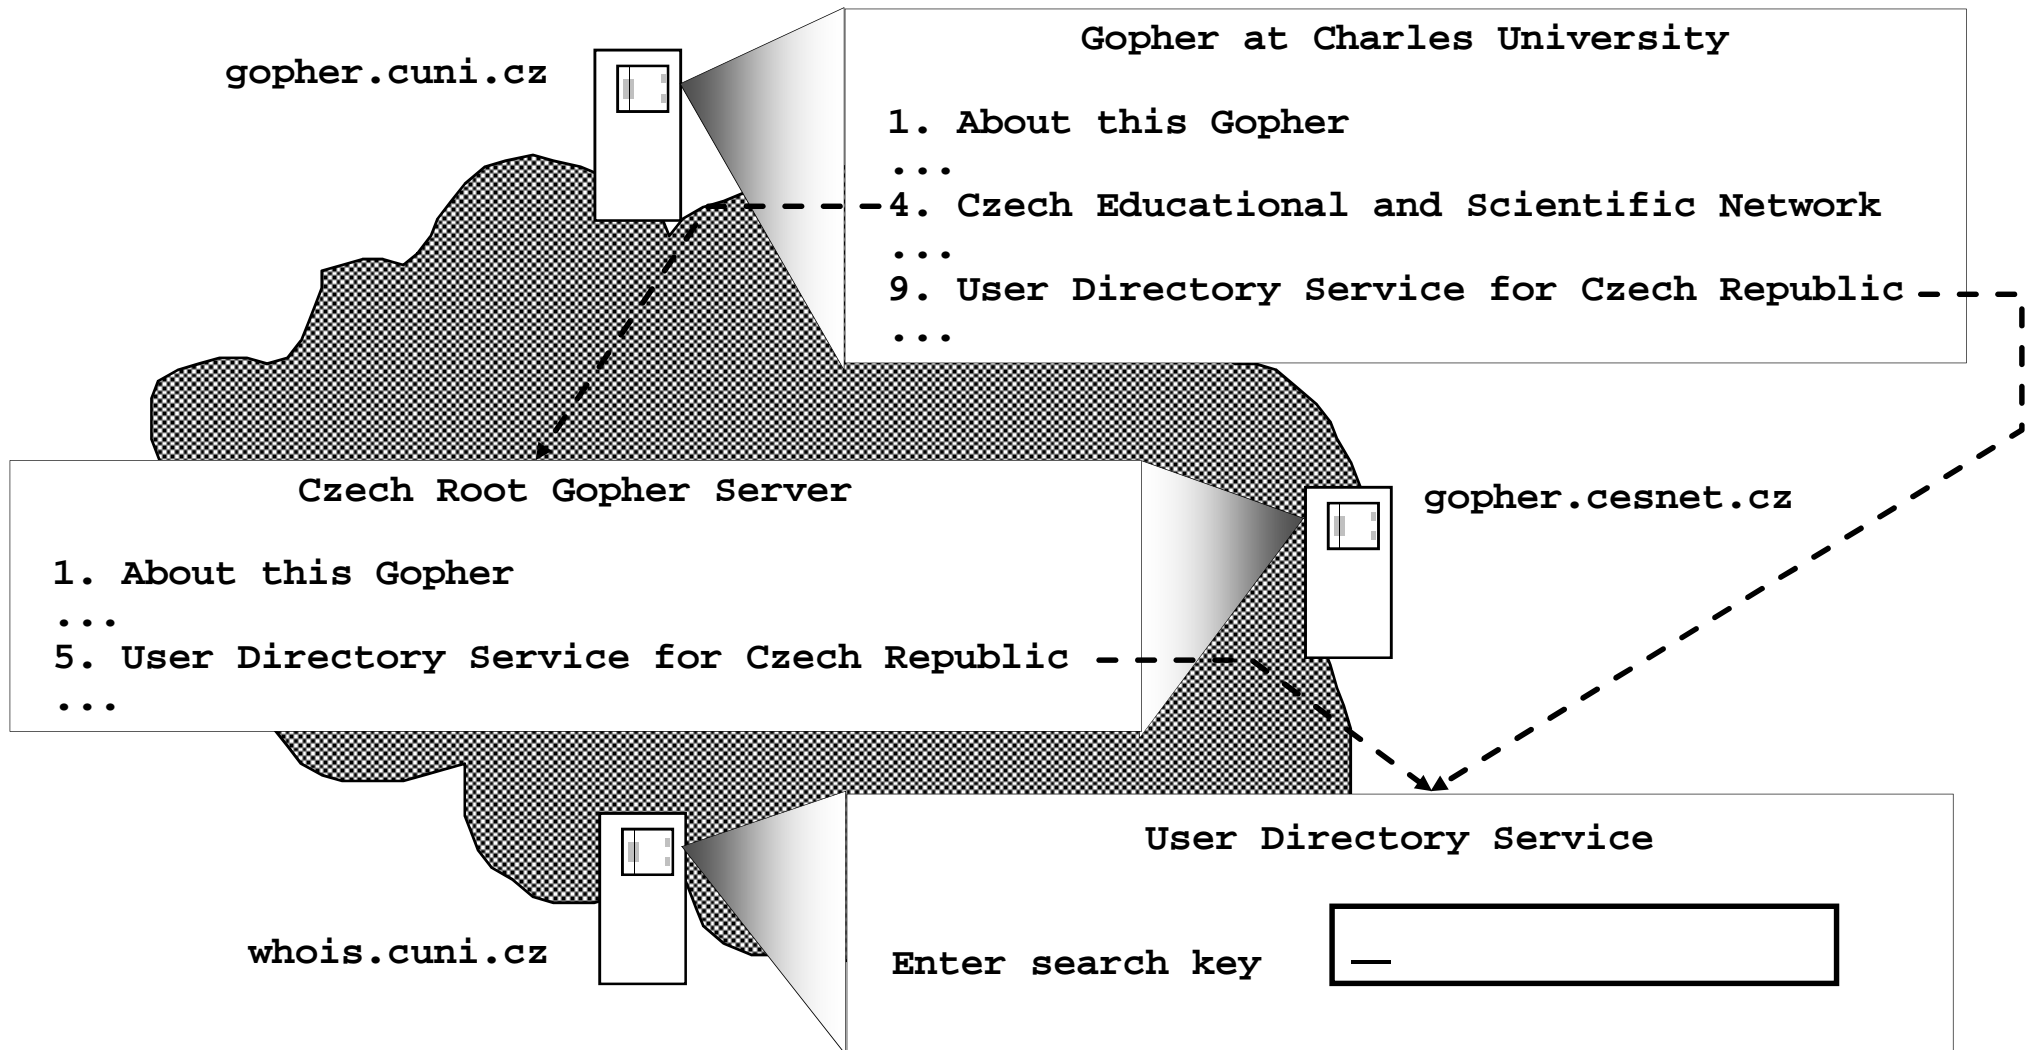 gopher.cuni.cz
Gopher at Charles University
1. About this Gopher
...
4. Czech Educational and Scientific Network
...
9. User Directory Service for Czech Republic
...
Czech Root Gopher Server
1. About this Gopher
...
5. User Directory Service for Czech Republic
...
gopher.cesnet.cz
whois.cuni.cz
User Directory Service
Enter search key